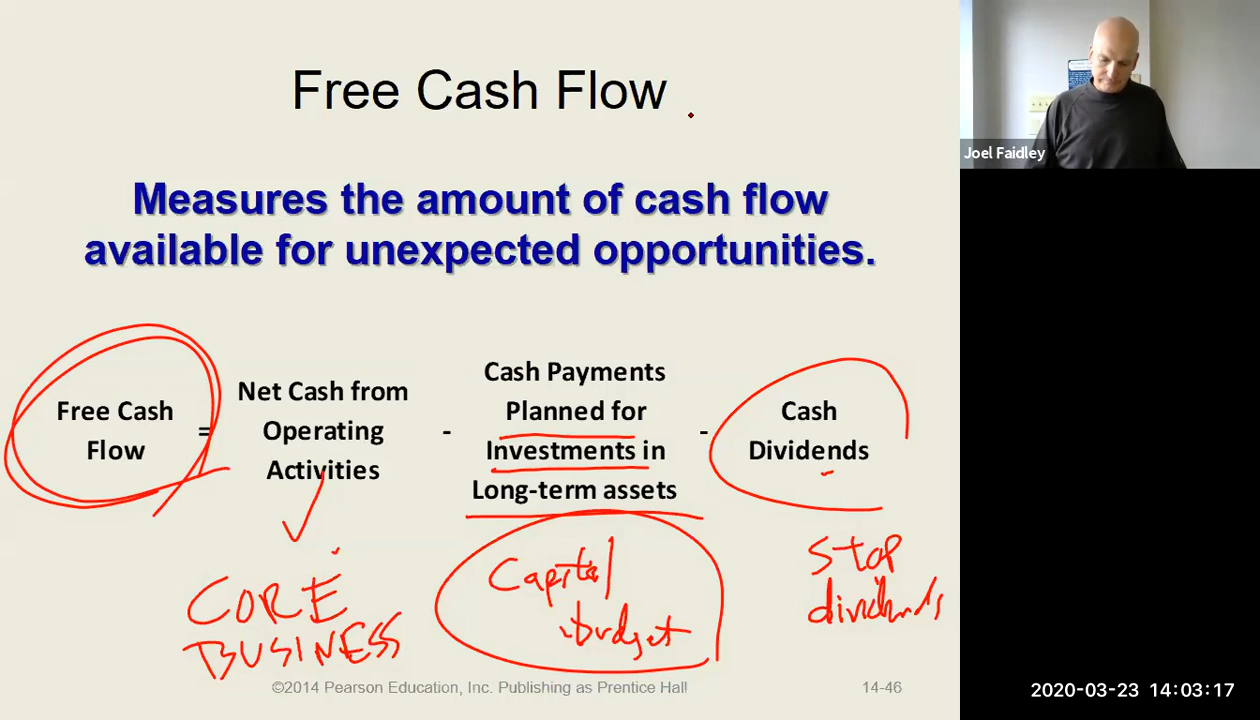 Free Cash Flow
Joel Faidley
Measures the amount of cash flow
available for unexpected opportunities.
Free Cash
Flow
=
Net Cash from
Operating
Activities
-
Cash Payments
Planned for
Investments in
Long-term assets
-
Cash
Dividends
CORE
BUSINESS
Capital
budget
Stop
dividends
©2014 Pearson Education, Inc. Publishing as Prentice Hall
14-46
2020-03-23 14:03:17